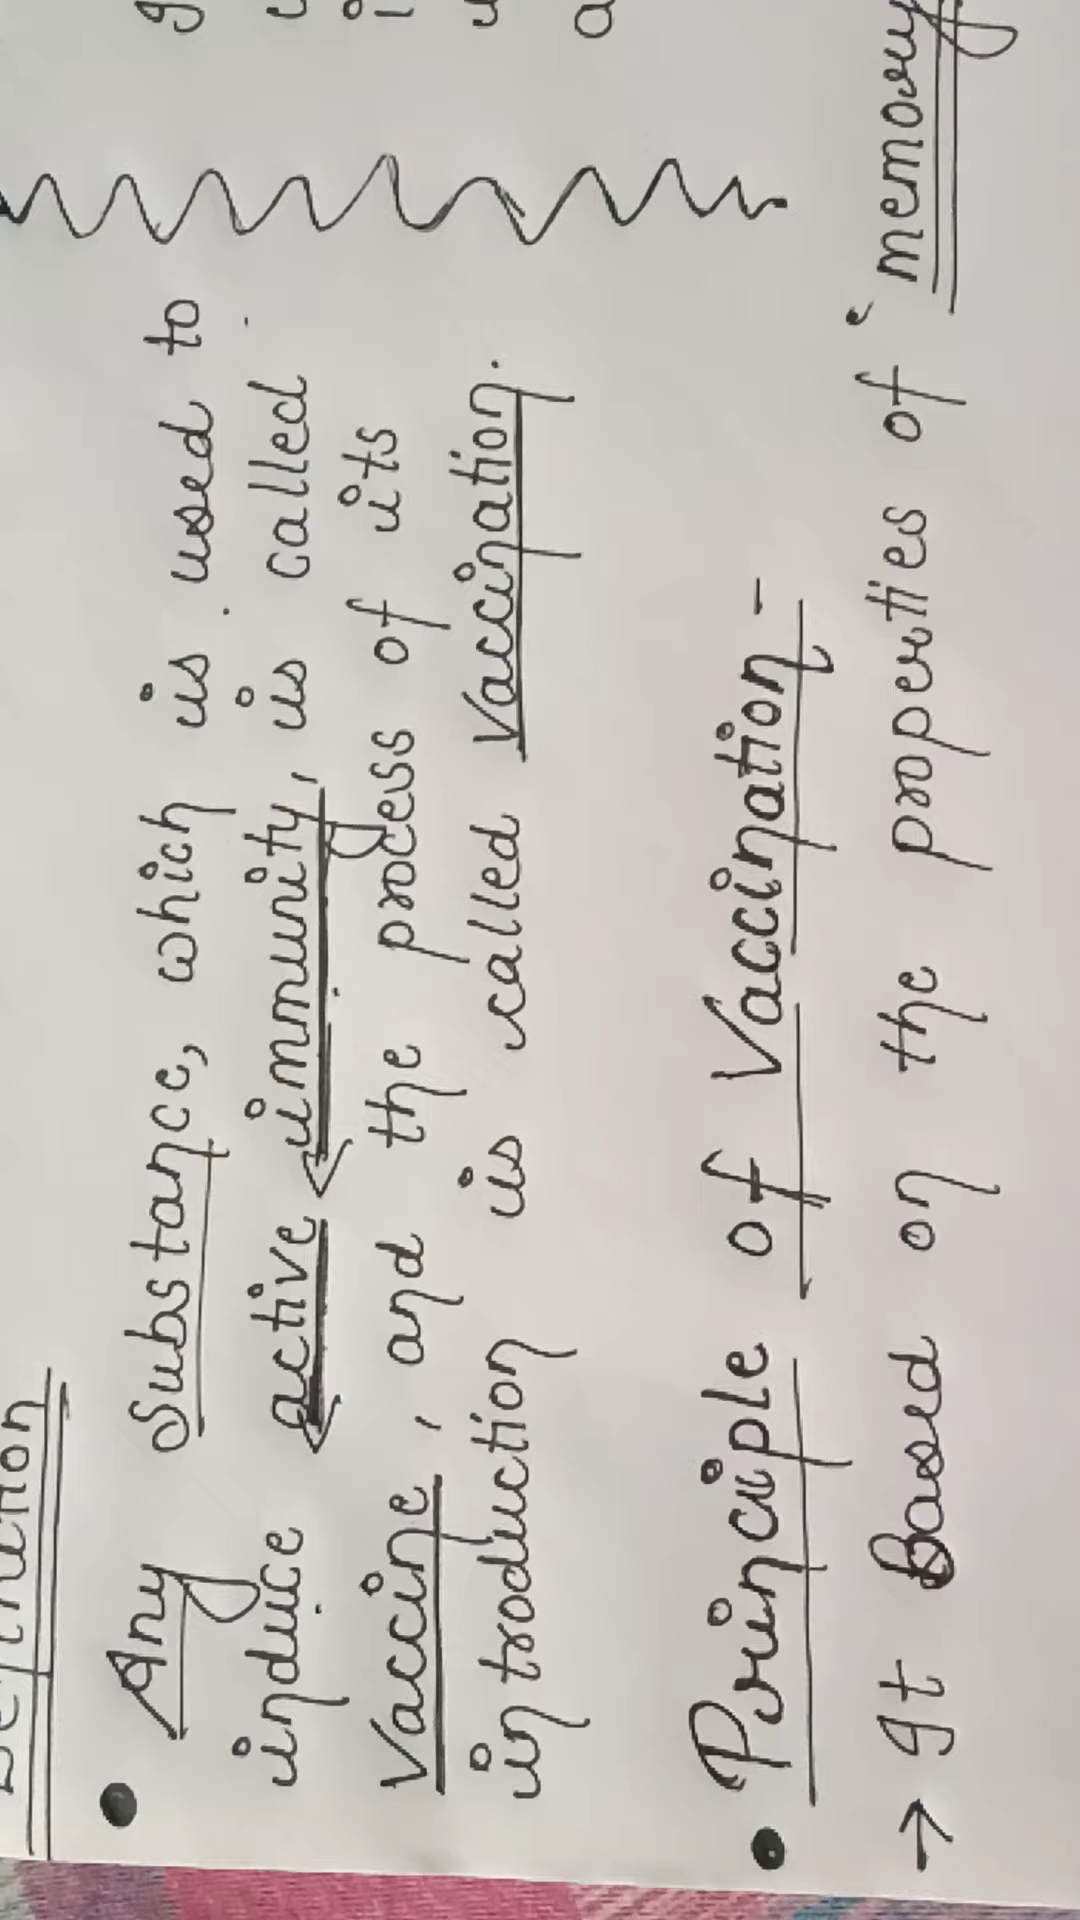 Definition
• Any Substance, which is used to
induce active immunity, is called
Vaccine, and the process of its
introduction is called Vaccination.
• Principle of Vaccination -
→ It Based on the properties of "memory